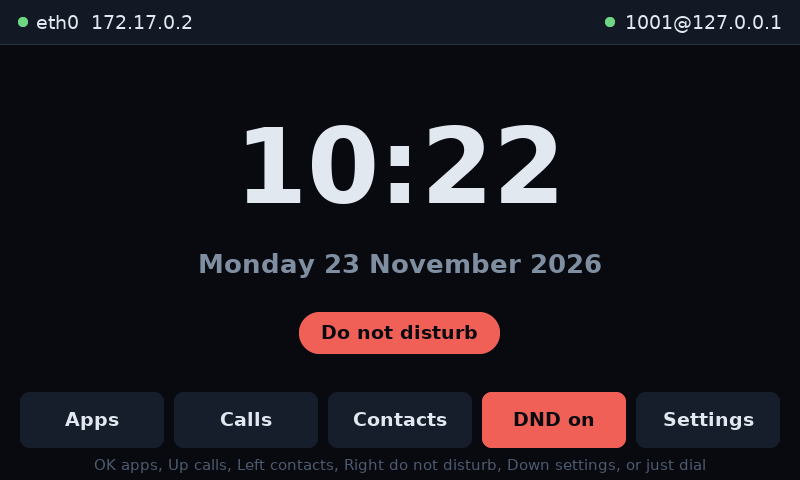 eth0 172.17.0.2 1001@127.0.0.1
10:22
Monday 23 November 2026
Do not disturb
Apps Calls Contacts DND on Settings
OK apps, Up calls, Left contacts, Right do not disturb, Down settings, or just dial